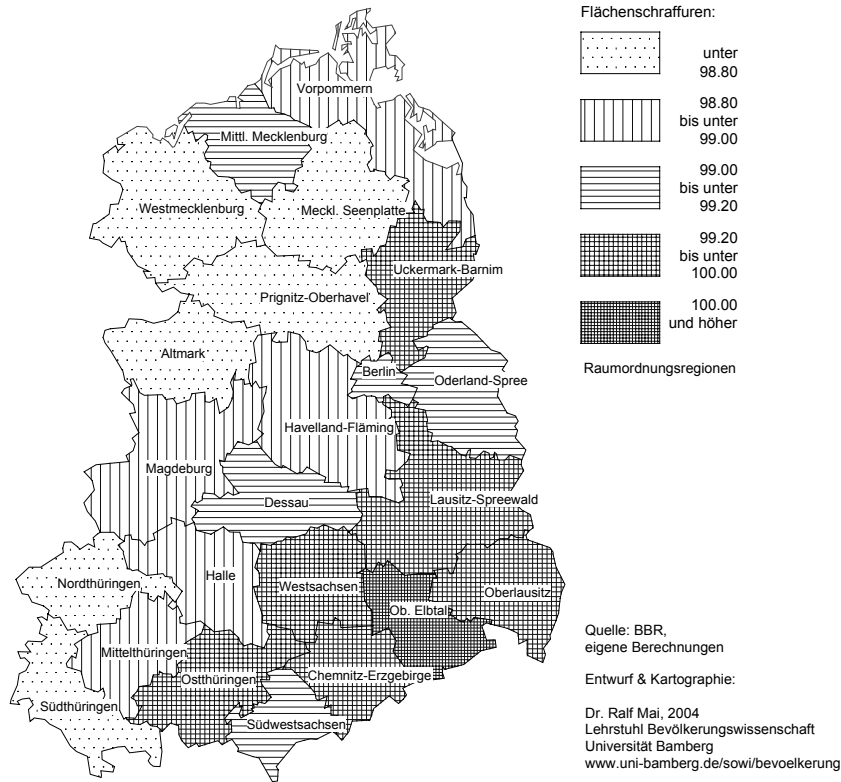 Flächenschraffuren:
unter
98.80
98.80
bis unter
99.00
99.00
bis unter
99.20
99.20
bis unter
100.00
100.00
und höher
Raumordnungsregionen
Vorpommern
Mittl. Mecklenburg
Westmecklenburg
Meckl. Seenplatte
Uckermark-Barnim
Prignitz-Oberhavel
Altmark
Berlin
Oderland-Spree
Havelland-Fläming
Magdeburg
Dessau
Lausitz-Spreewald
Nordthüringen
Halle
Westsachsen
Oberlausitz
Ob. Elbtal
Mittelthüringen
Ostthüringen
Chemnitz-Erzgebirge
Südthüringen
Südwestsachsen
Quelle: BBR,
eigene Berechnungen
Entwurf & Kartographie:
Dr. Ralf Mai, 2004
Lehrstuhl Bevölkerungswissenschaft
Universität Bamberg
www.uni-bamberg.de/sowi/bevoelkerung